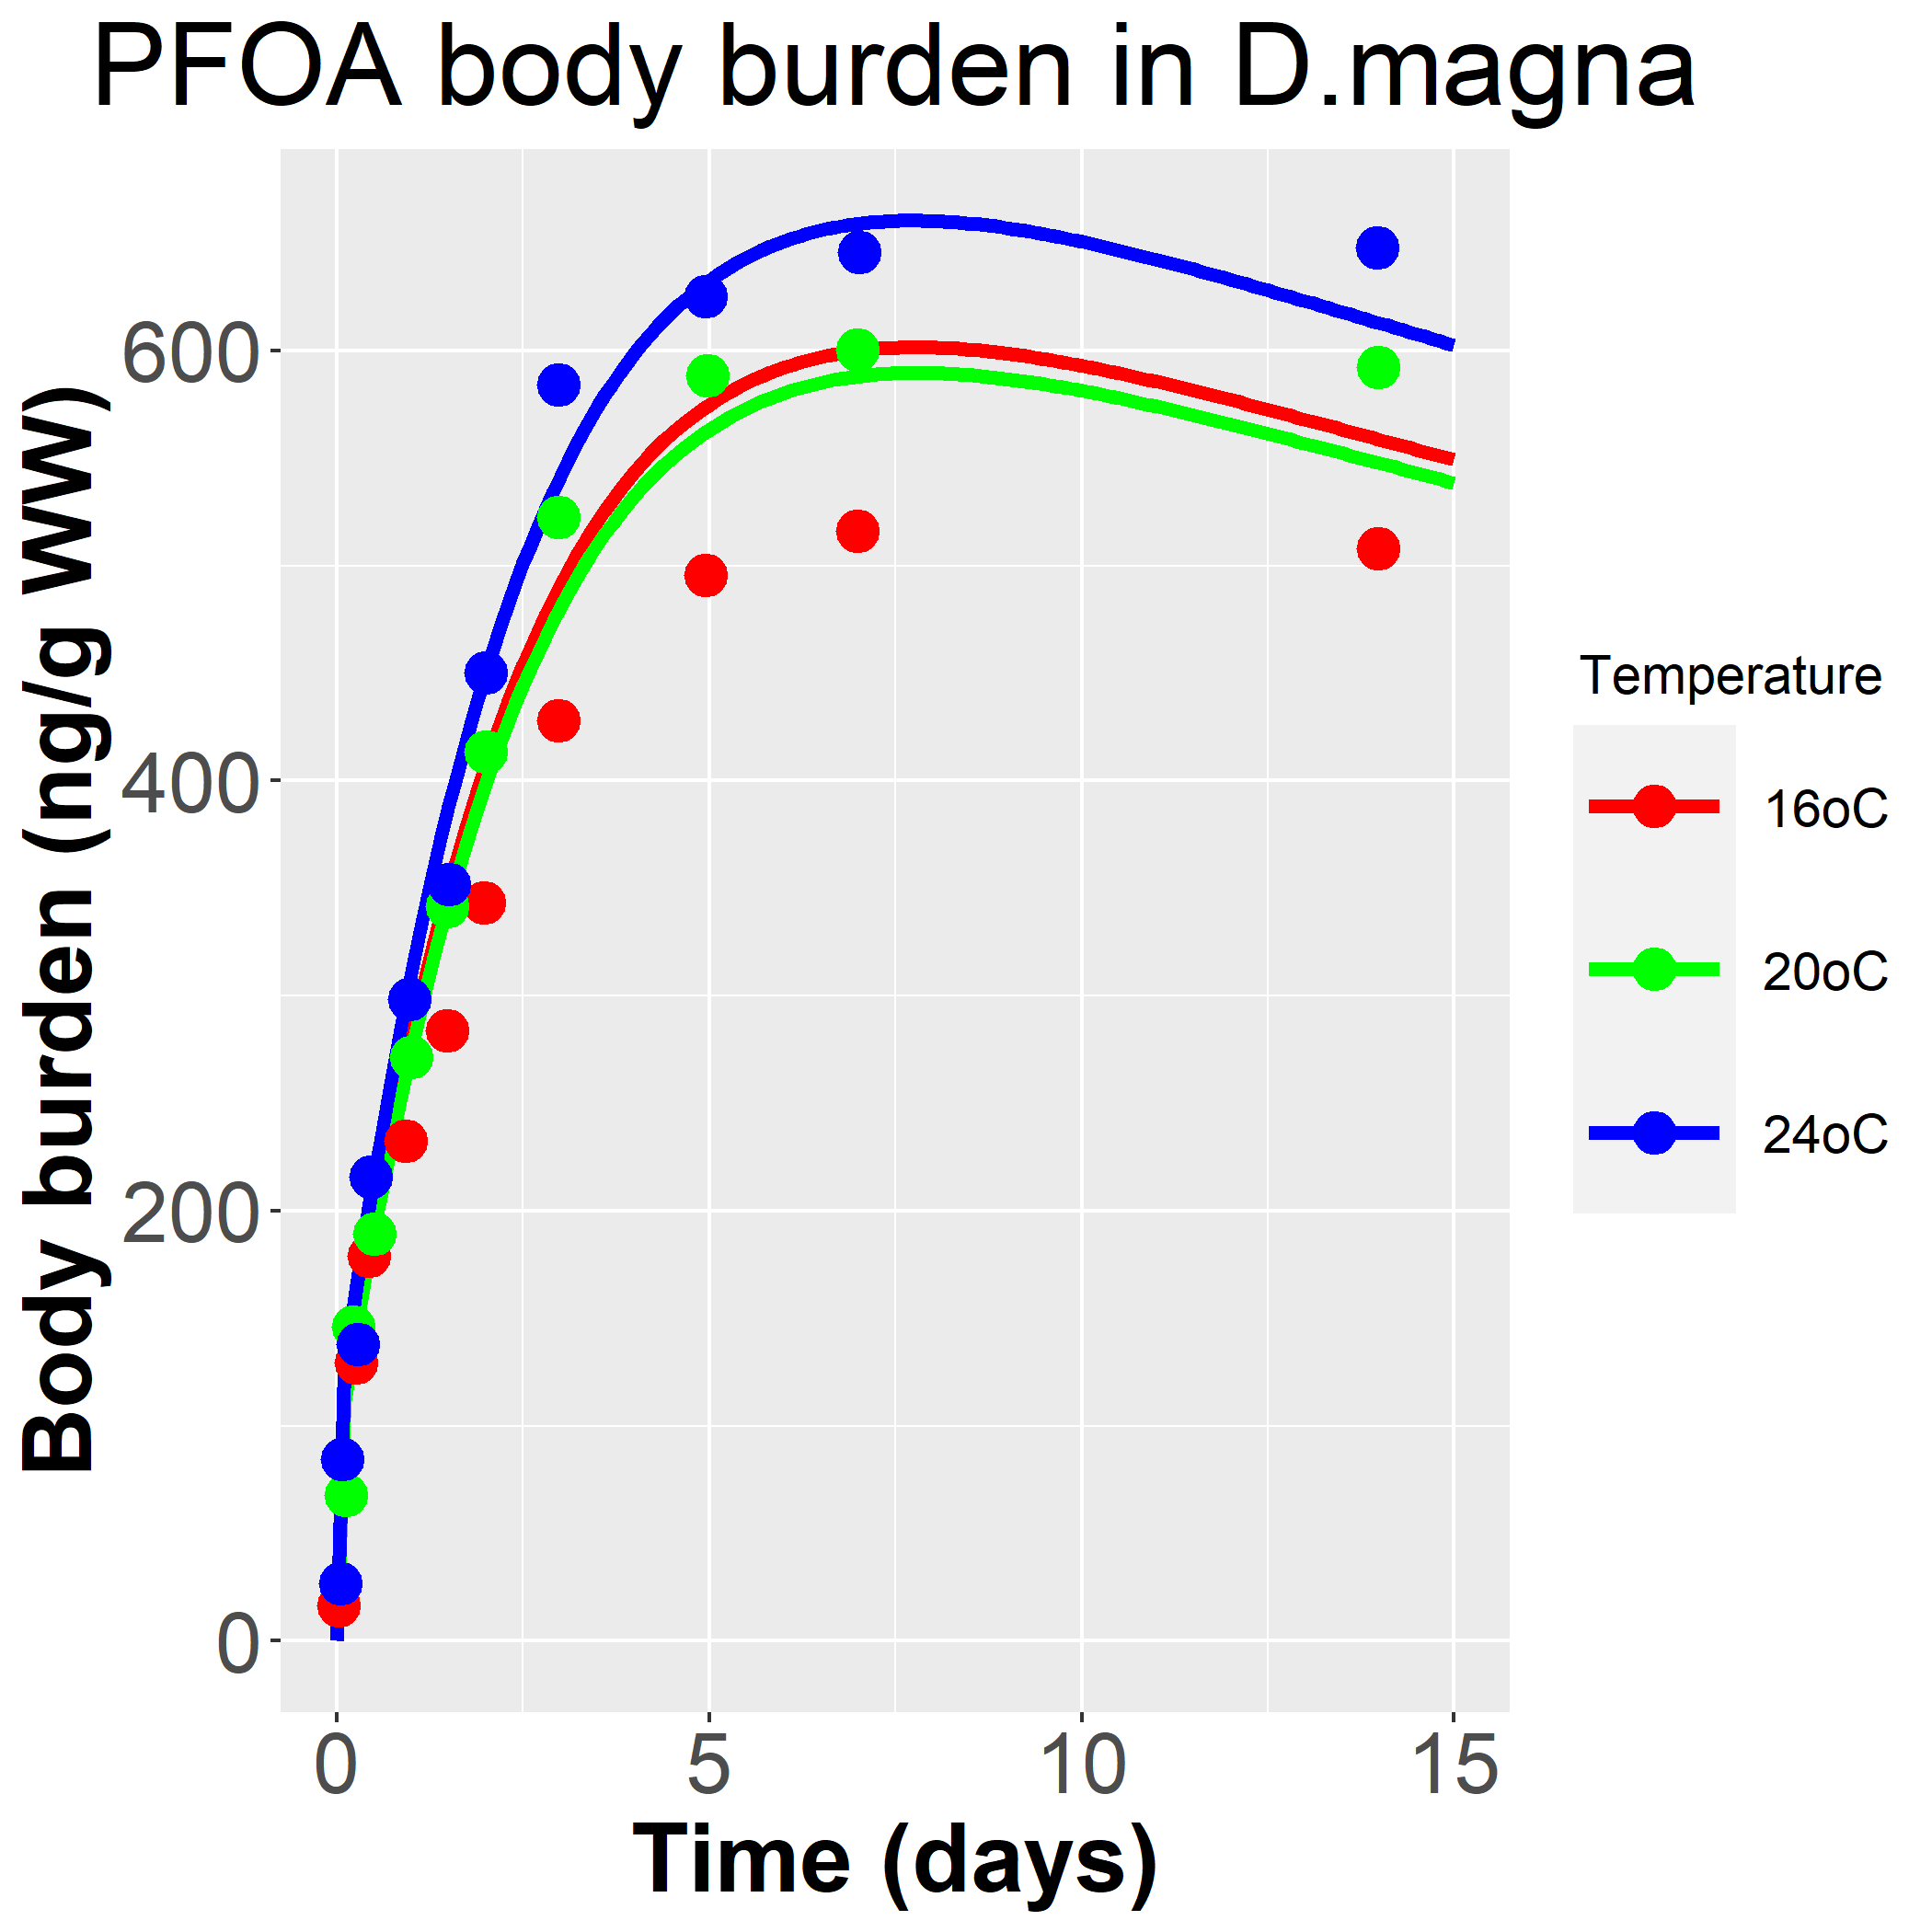 PFOA body burden in D.magna
Body burden (ng/g WW)
600
400
200
0
0 5 10 15
Time (days)
Temperature
16oC
20oC
24oC